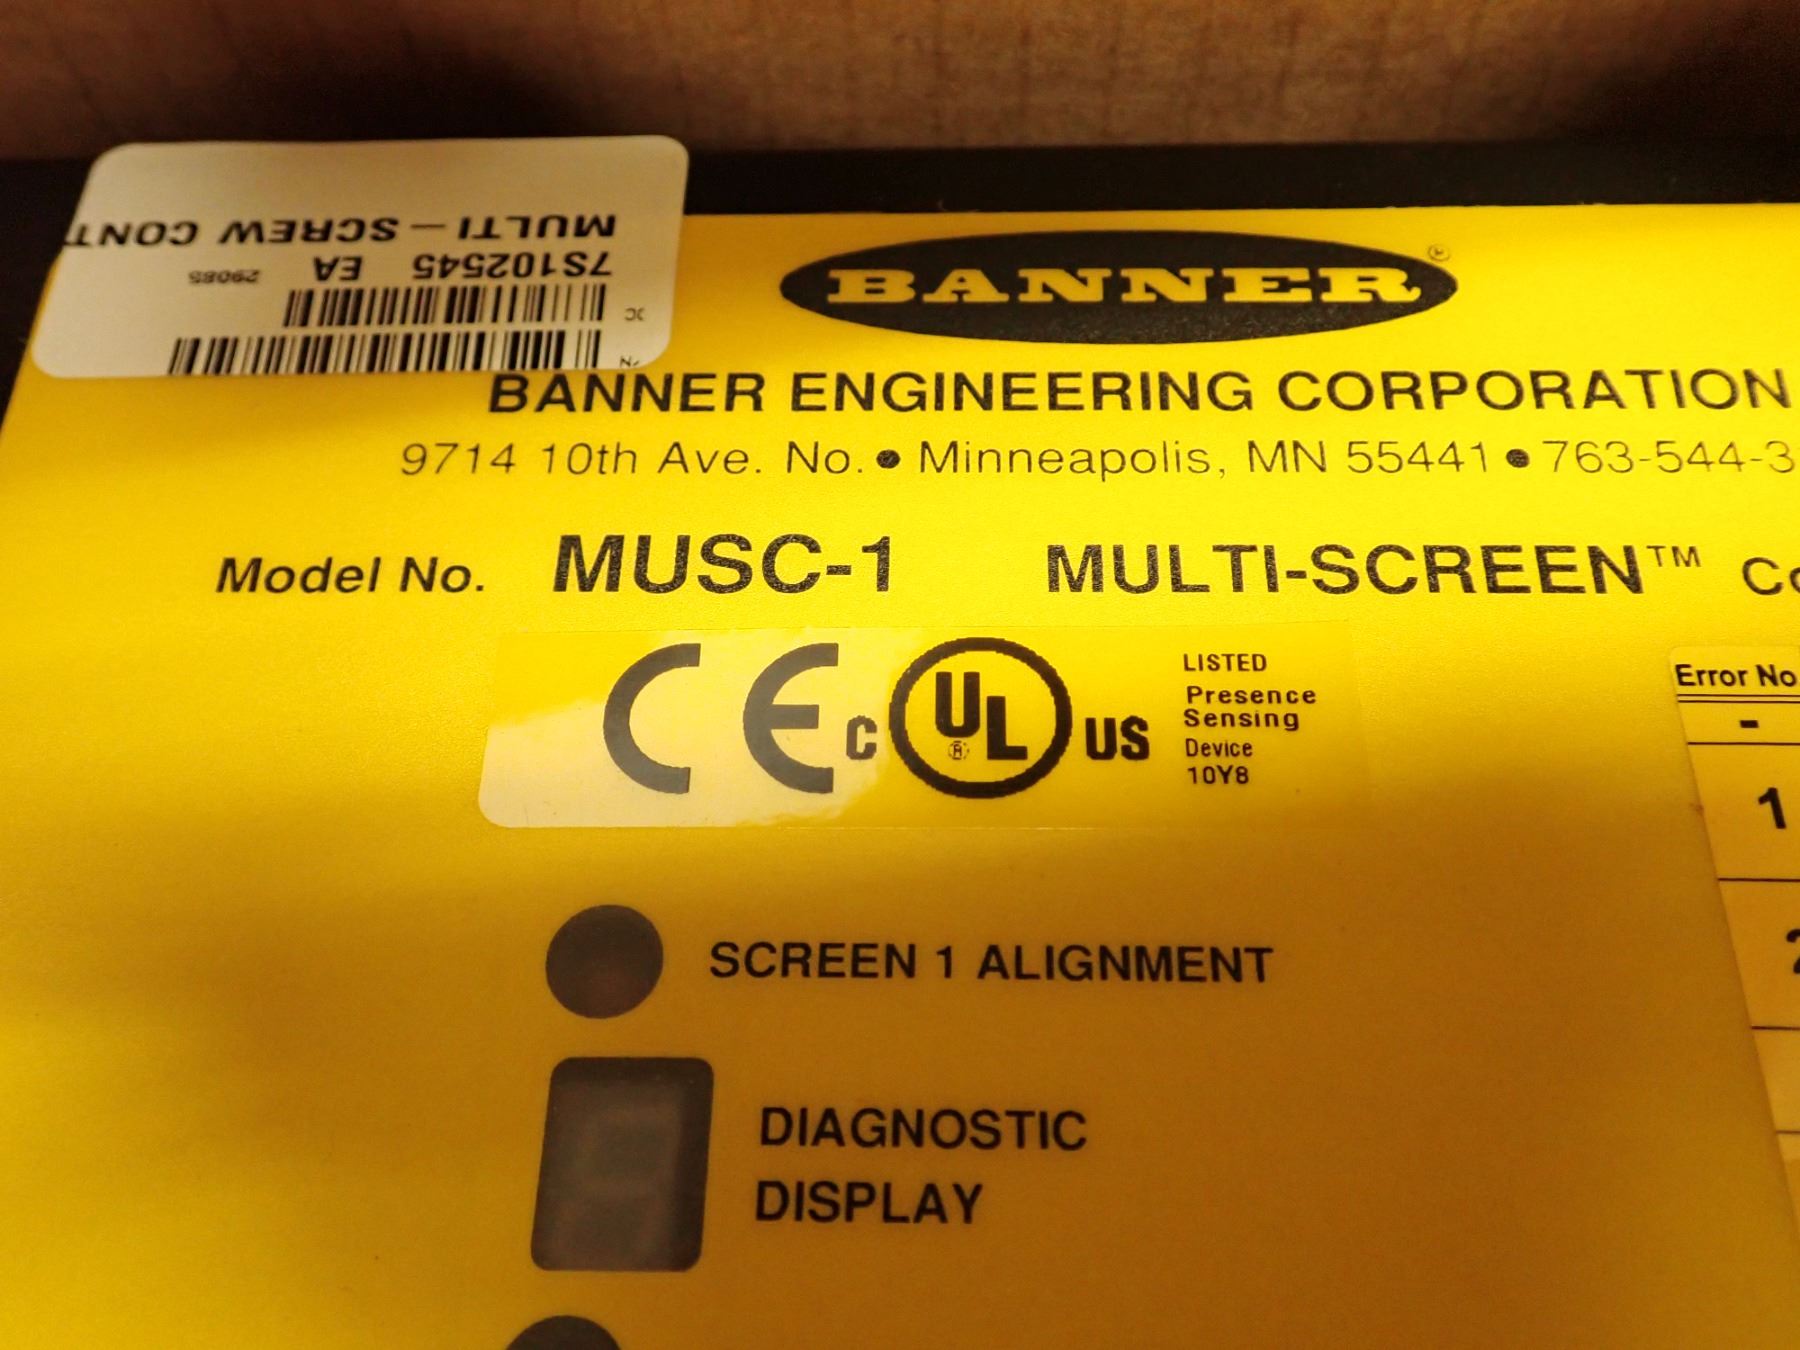 MULTI-SCREW CONT
7S102545 EA 29085
BANNER
BANNER ENGINEERING CORPORATION
9714 10th Ave. No. • Minneapolis, MN 55441 • 763-544-3
Model No. MUSC-1 MULTI-SCREEN™ Co
CE c UL ® US
LISTED
Presence
Sensing
Device
10Y8
Error No.
-
1
2
SCREEN 1 ALIGNMENT
DIAGNOSTIC
DISPLAY